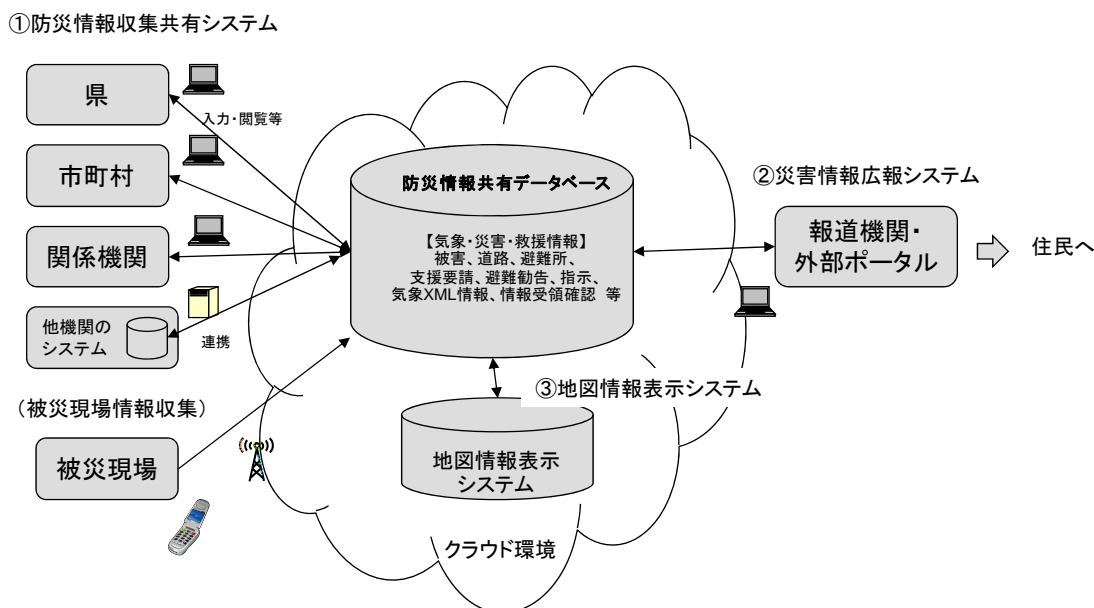 ①防災情報収集共有システム
県
入力・閲覧等
市町村
関係機関
他機関の
システム
連携
(被災現場情報収集)
被災現場
防災情報共有データベース
【気象・災害・救援情報】
被害、道路、避難所、
支援要請、避難勧告、指示、
気象XML情報、情報受領確認 等
②災害情報広報システム
報道機関・
外部ポータル
住民へ
③地図情報表示システム
地図情報表示
システム
クラウド環境